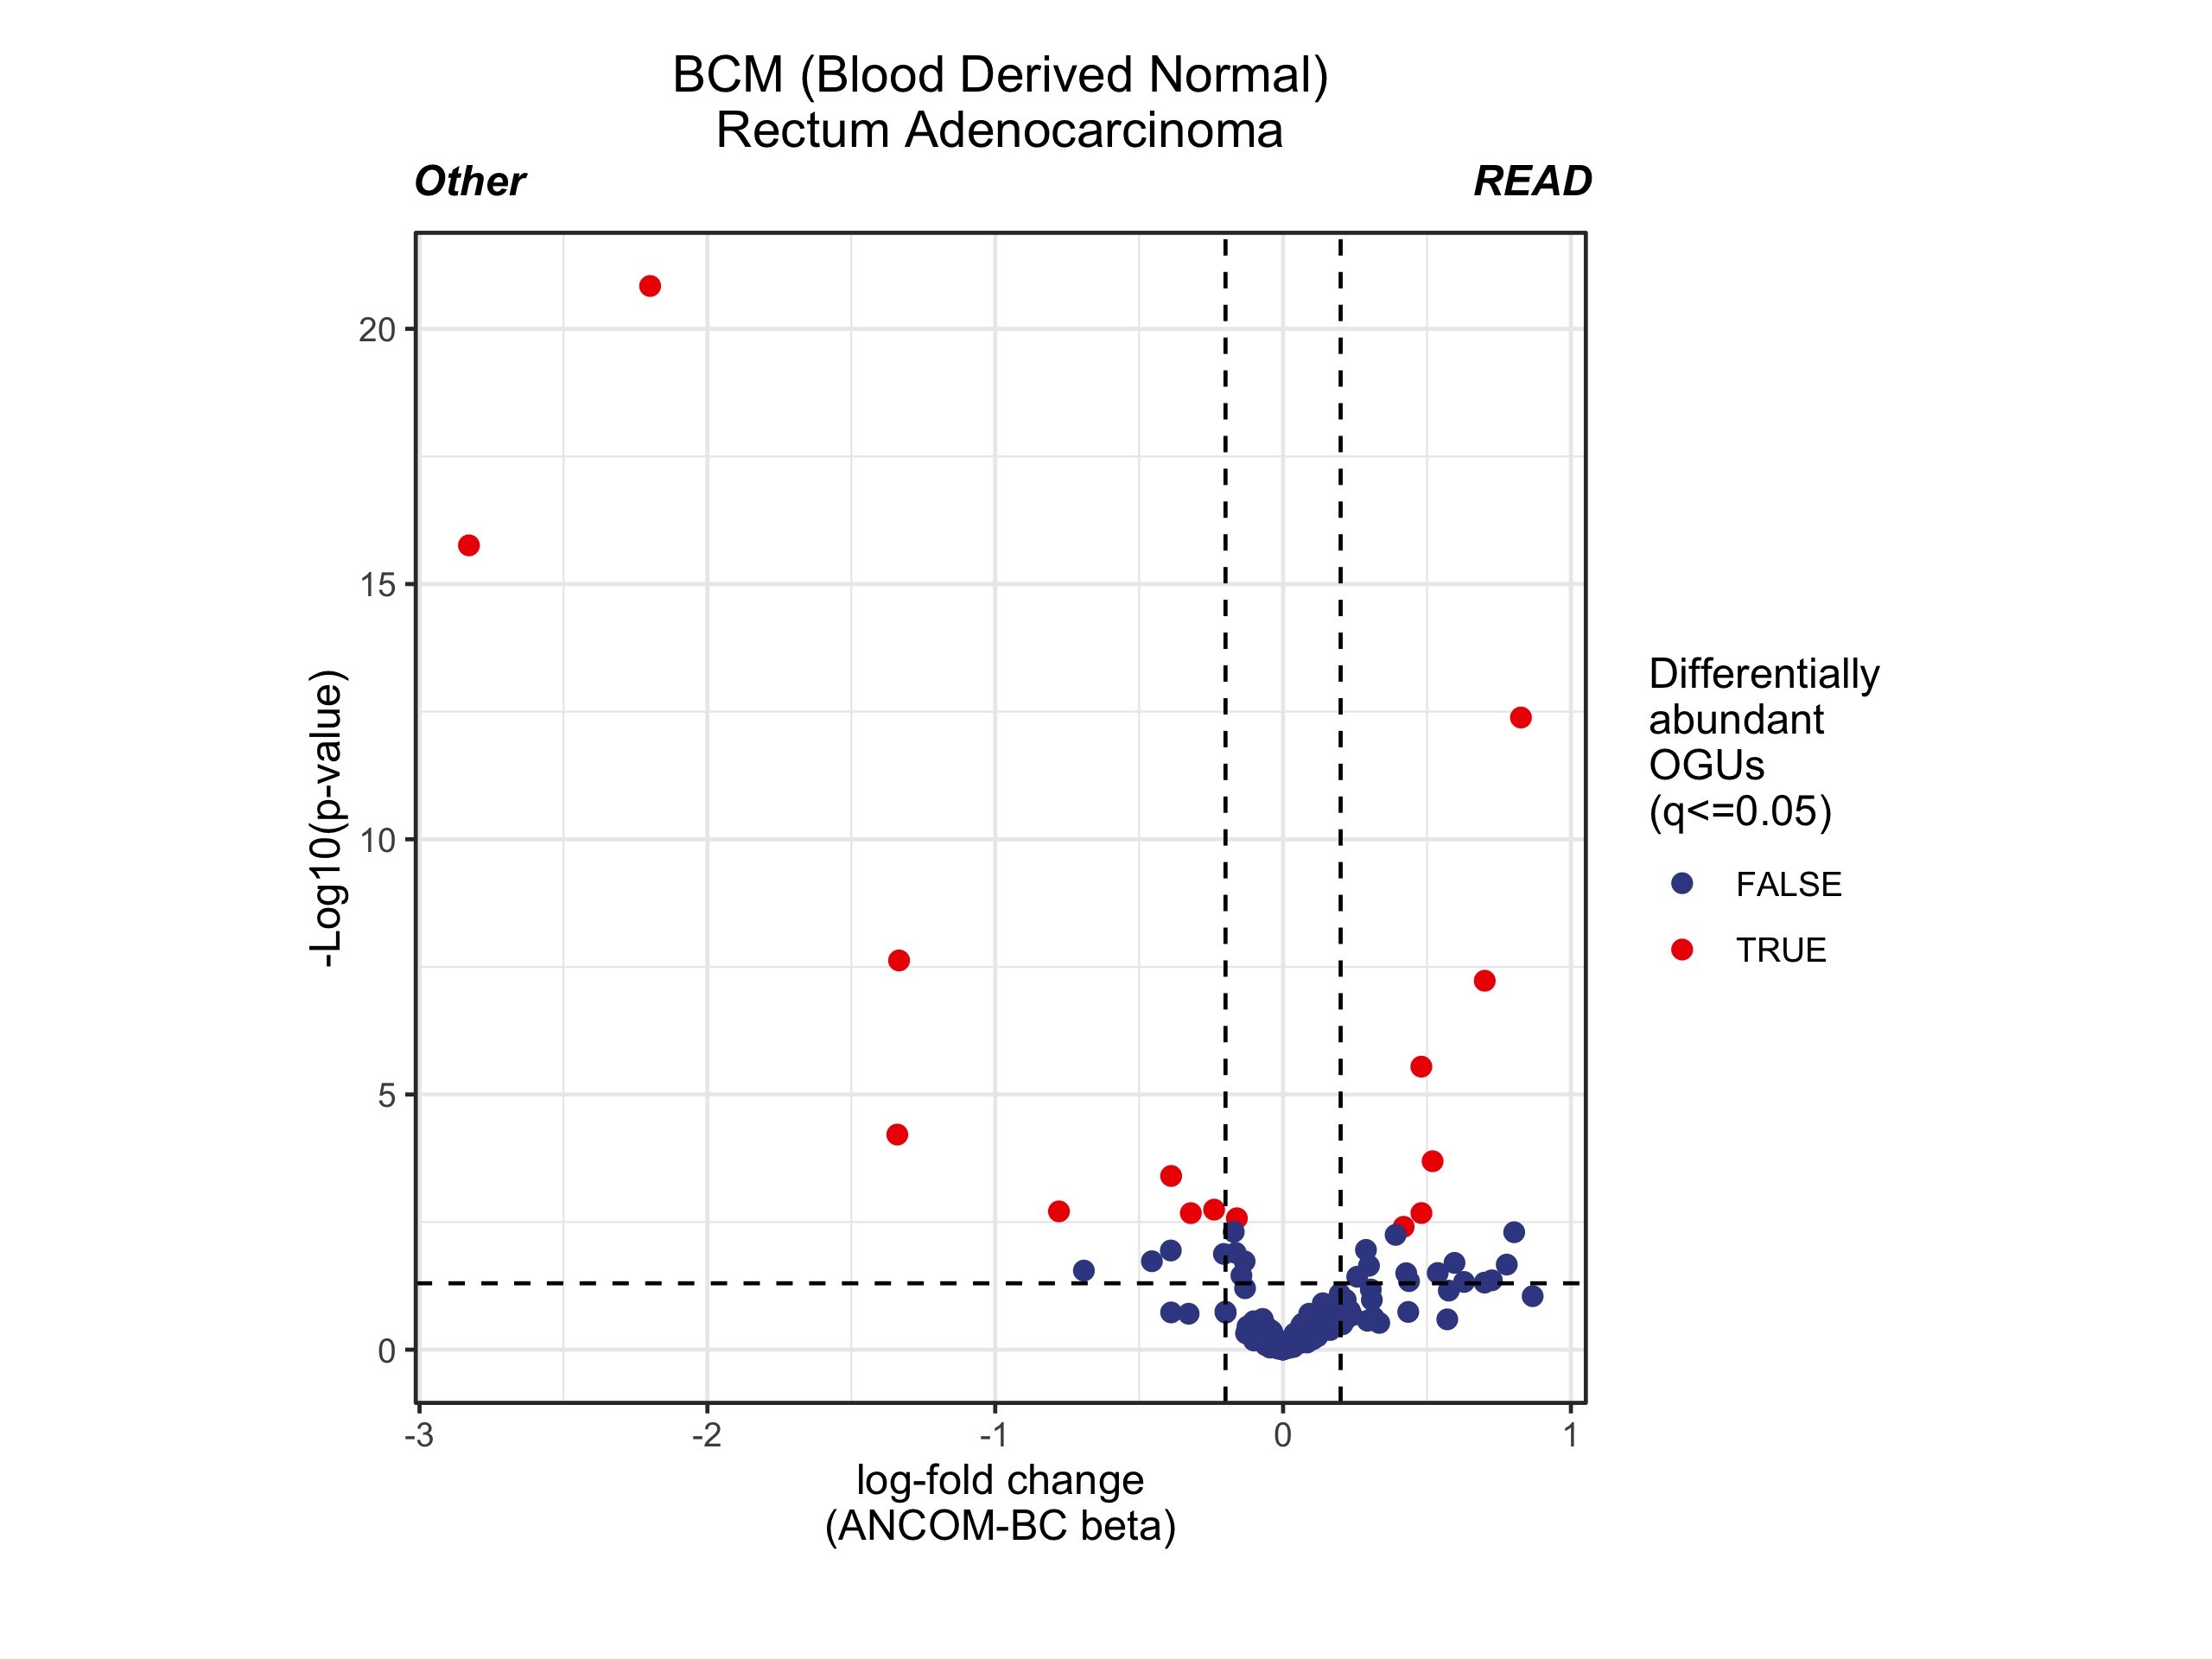 BCM (Blood Derived Normal)
Rectum Adenocarcinoma
Other
READ
20
15
10
5
0
-Log10(p-value)
-3
-2
-1
0
1
log-fold change
(ANCOM-BC beta)
Differentially
abundant
OGUs
(q<=0.05)
FALSE
TRUE